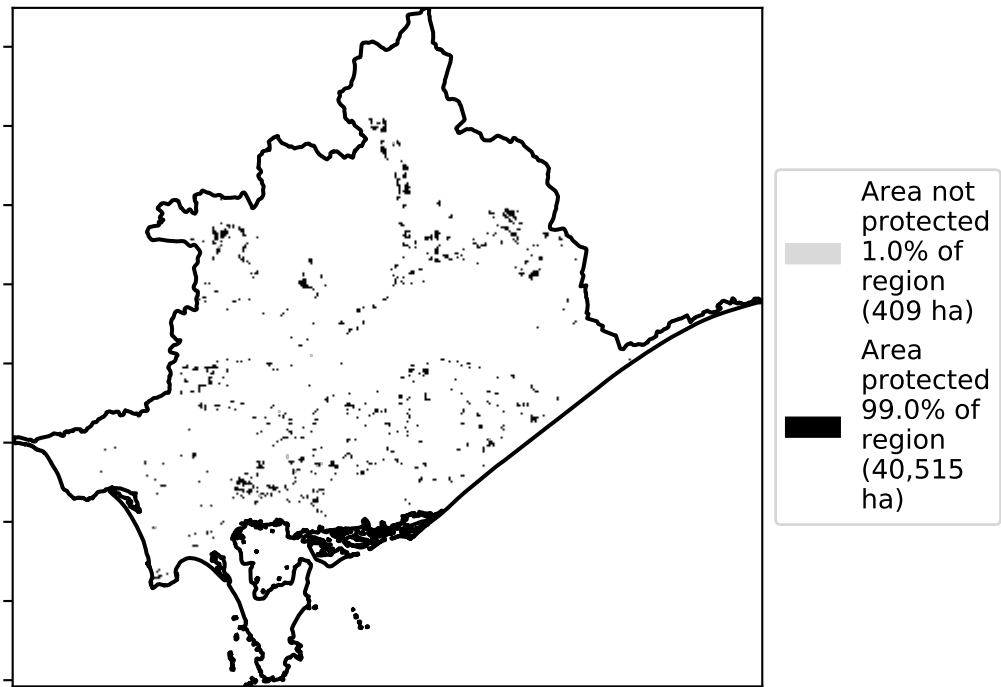 Area not
protected
1.0% of
region
(409 ha)
Area
protected
99.0% of
region
(40,515
ha)